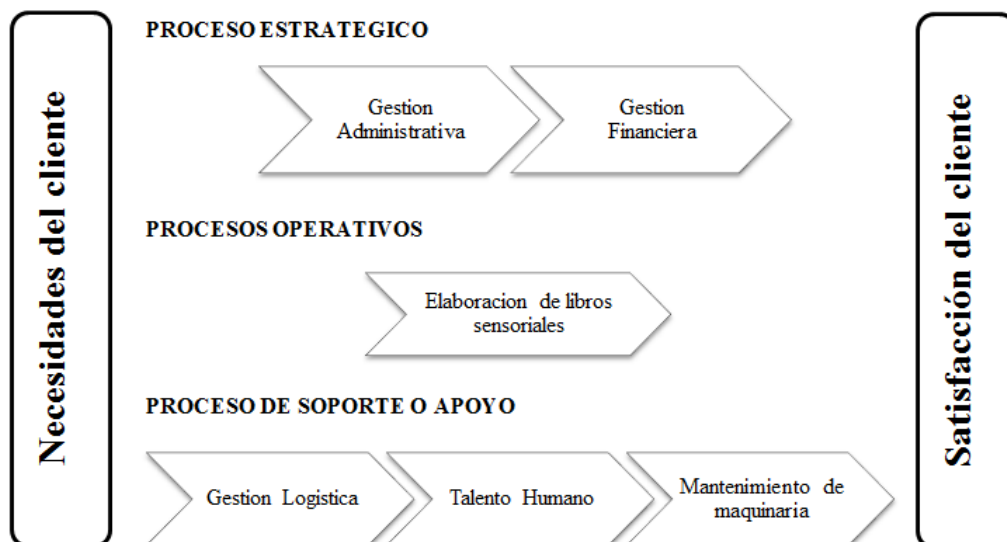 Necesidades del cliente
PROCESO ESTRATEGICO
Gestion
Administrativa
Gestion
Financiera
PROCESOS OPERATIVOS
Elaboracion de libros
sensoriales
PROCESO DE SOPORTE O APOYO
Gestion Logistica
Talento Humano
Mantenimiento de
maquinaria
Satisfacción del cliente